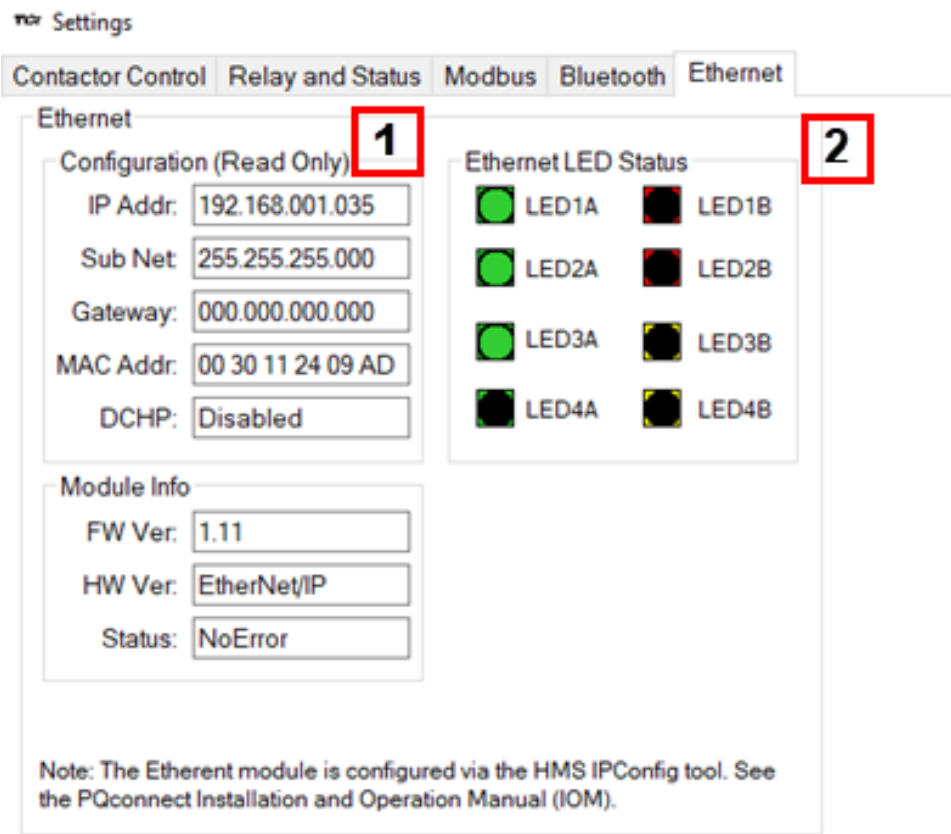 TCI Settings
Contactor Control Relay and Status Modbus Bluetooth Ethernet
Ethernet
1
2
Configuration (Read Only)
IP Addr: 192.168.001.035
Sub Net: 255.255.255.000
Gateway: 000.000.000.000
MAC Addr: 00 30 11 24 09 AD
DCHP: Disabled
Ethernet LED Status
LED1A LED1B
LED2A LED2B
LED3A LED3B
LED4A LED4B
Module Info
FW Ver: 1.11
HW Ver: EtherNet/IP
Status: NoError
Note: The Etherent module is configured via the HMS IPConfig tool. See
the PQconnect Installation and Operation Manual (IOM).